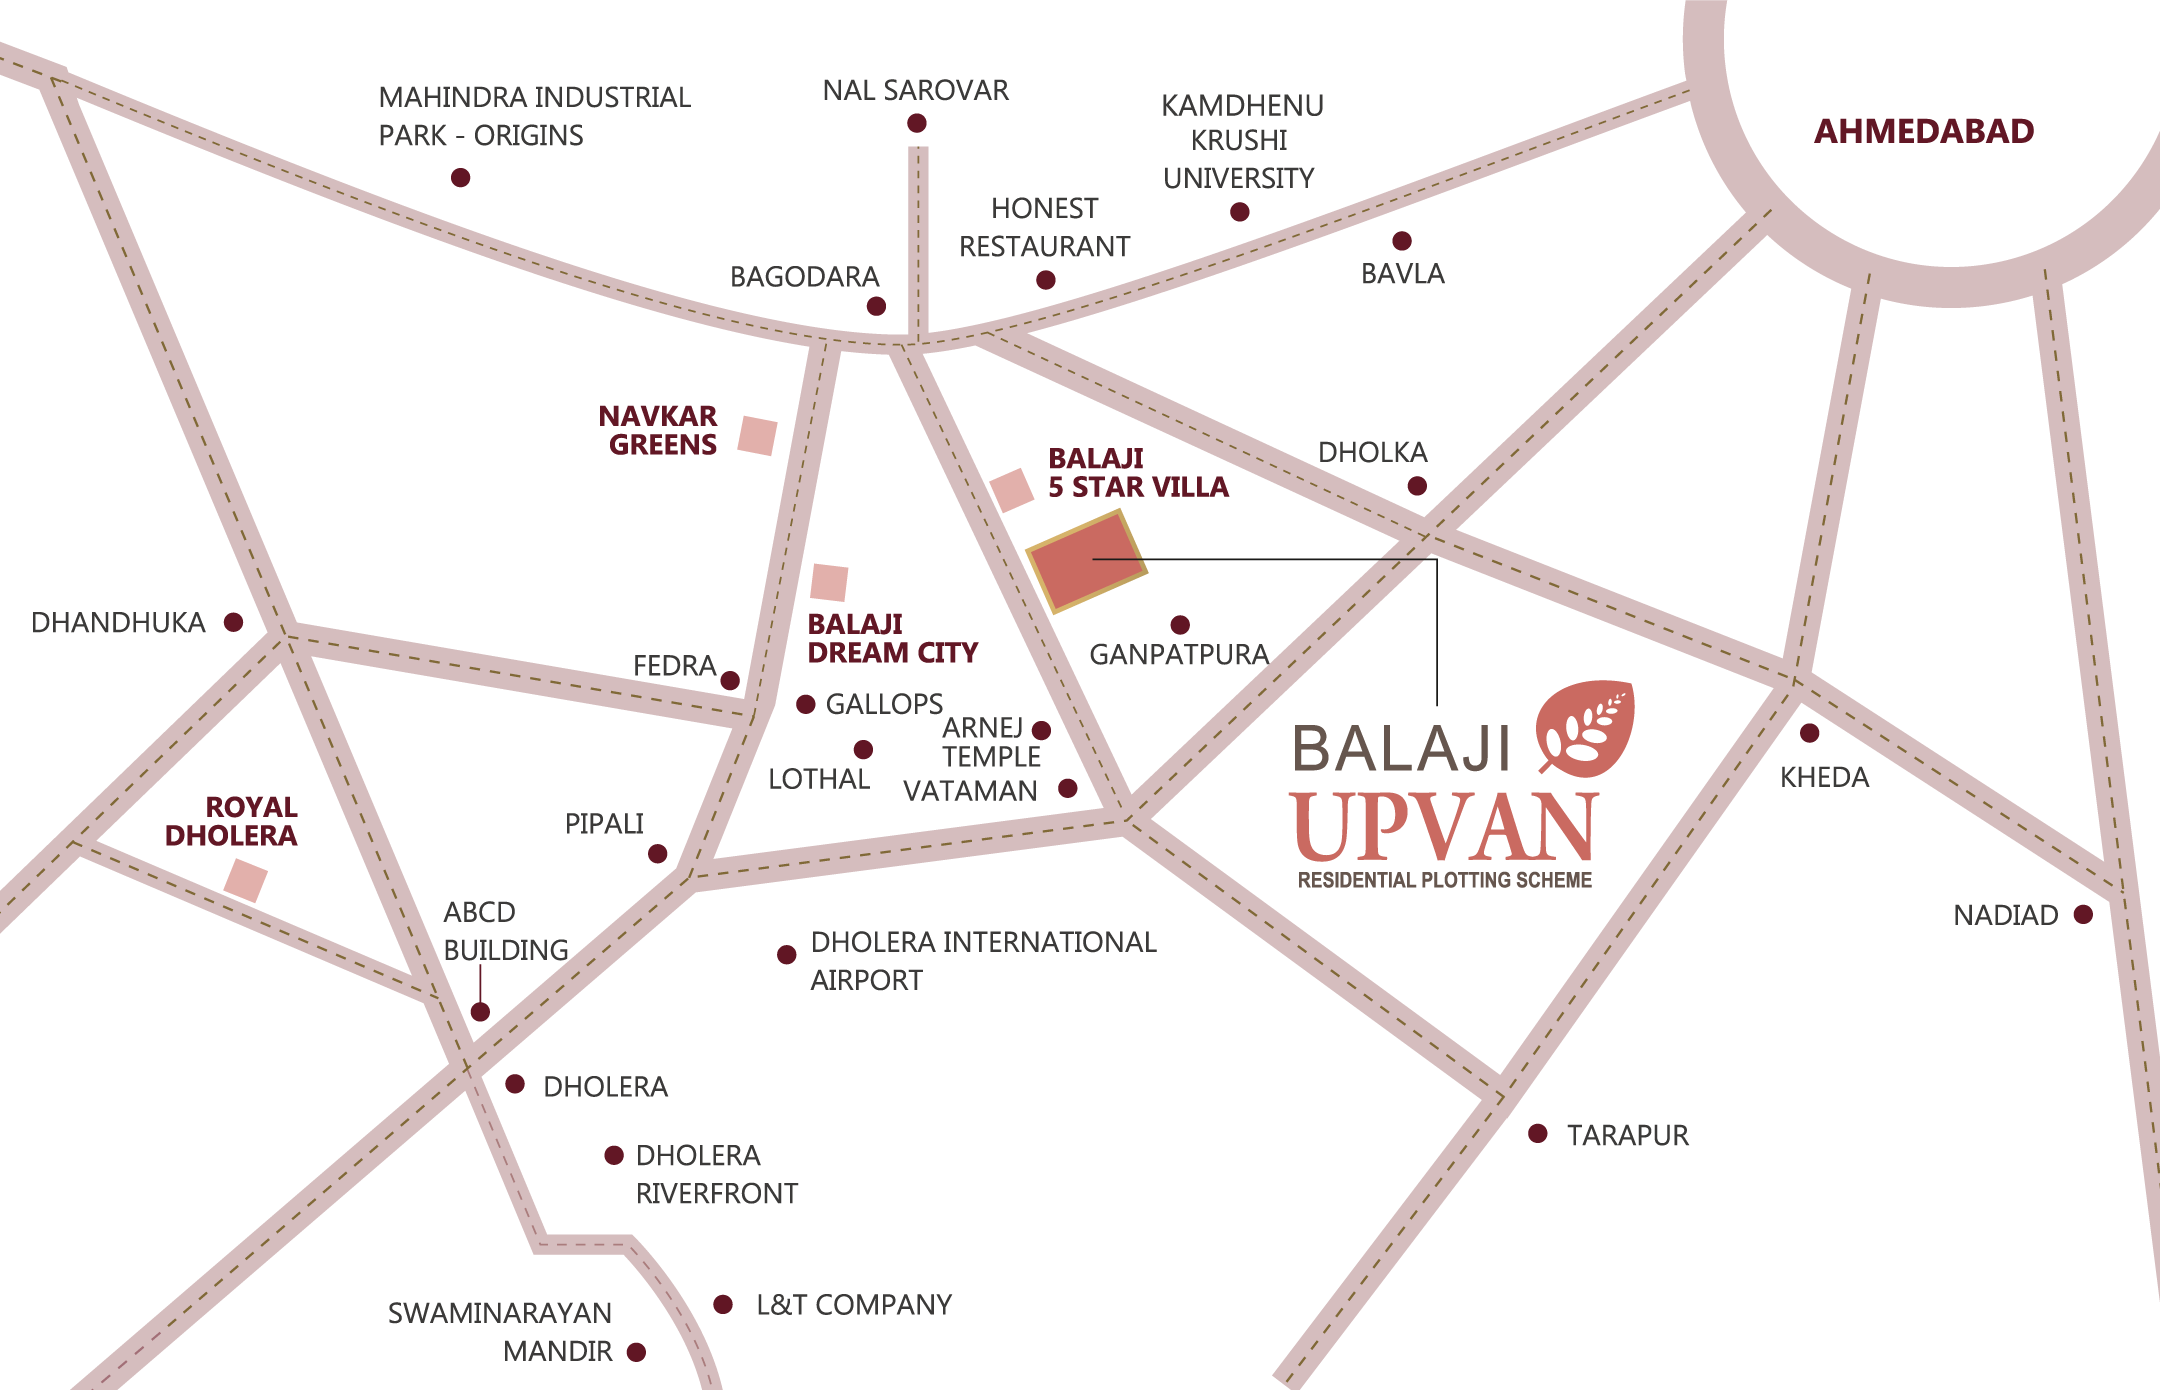 MAHINDRA INDUSTRIAL
PARK - ORIGINS
NAL SAROVAR
KAMDHENU
KRUSHI
UNIVERSITY
AHMEDABAD
HONEST
RESTAURANT
BAGODARA
BAVLA
NAVKAR
GREENS
BALAJI
5 STAR VILLA
DHOLKA
DHANDHUKA
FEDRA
BALAJI
DREAM CITY
GANPATPURA
GALLOPS
ARNEJ
TEMPLE
LOTHAL
VATAMAN
BALAJI
UPVAN
RESIDENTIAL PLOTTING SCHEME
KHEDA
ROYAL
DHOLERA
PIPALI
ABCD
BUILDING
DHOLERA INTERNATIONAL
AIRPORT
NADIAD
DHOLERA
TARAPUR
DHOLERA
RIVERFRONT
SWAMINARAYAN
MANDIR
L&T COMPANY